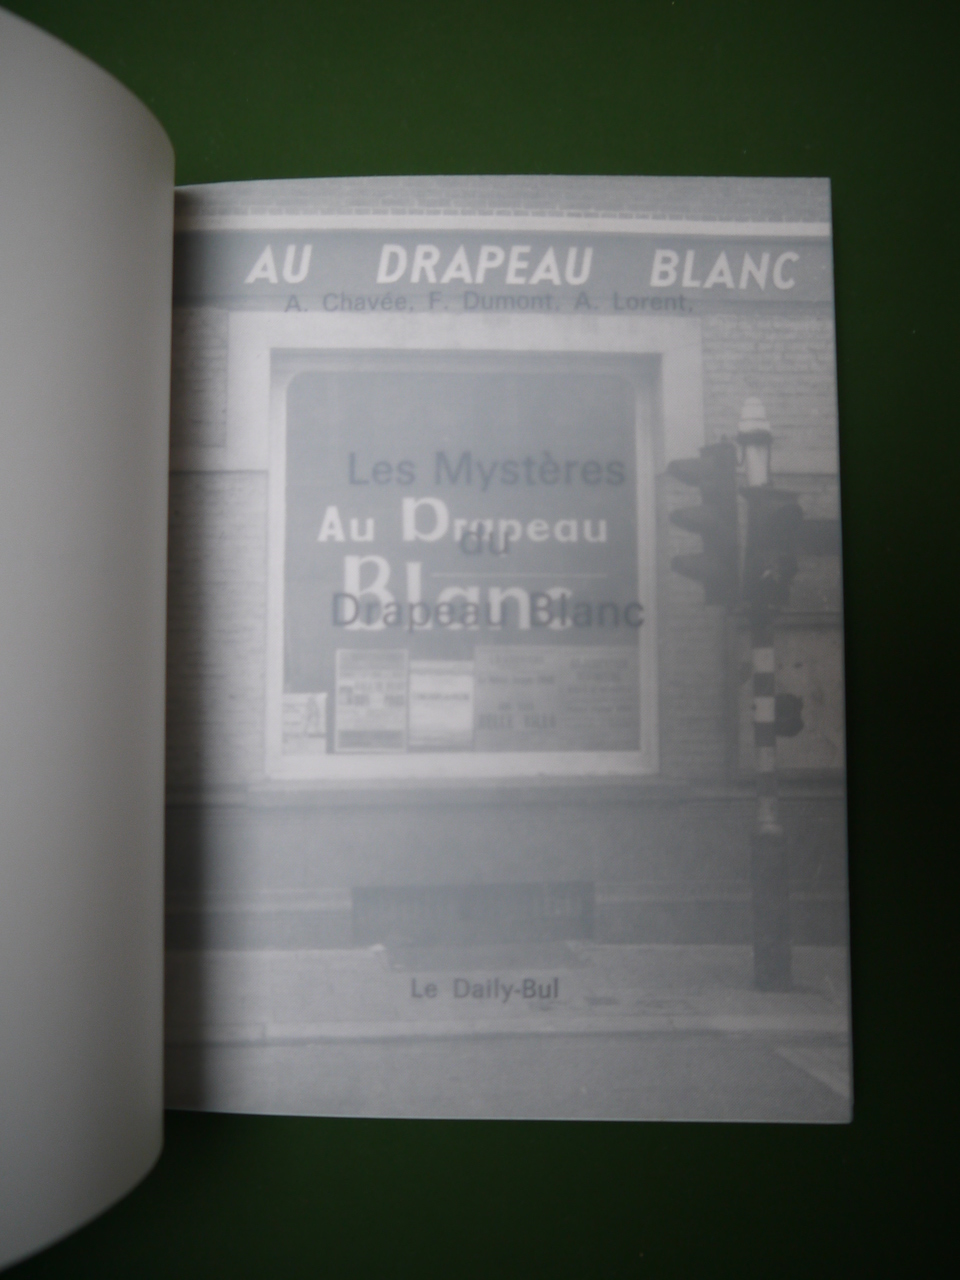 AU DRAPEAU BLANC
A. Chavée, F. Dumont, A. Lorent,
Les Mystères
Au Drapeau
du
Blanc
Drapeau Blanc
Le Daily-Bul